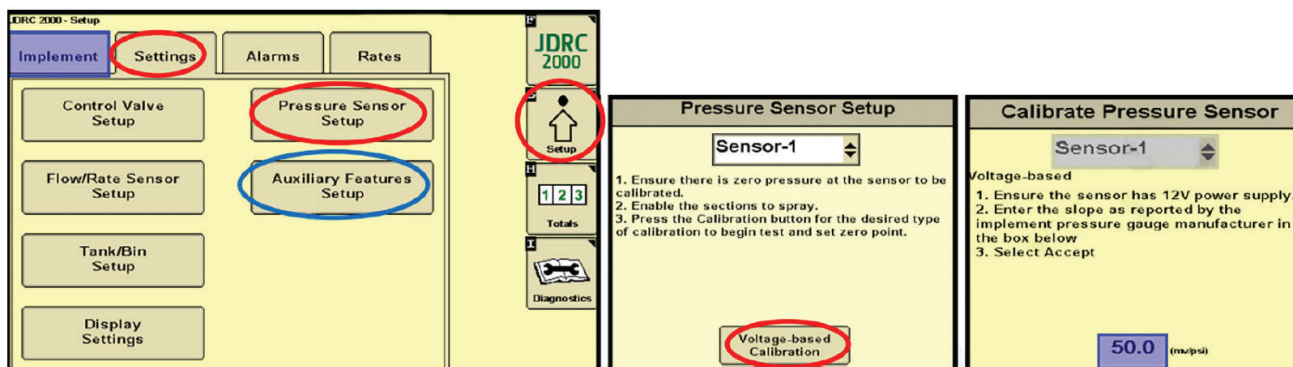 JDRC 2000 - Setup
Implement
Settings
Alarms
Rates
Control Valve
Setup
Pressure Sensor
Setup
Flow/Rate Sensor
Setup
Auxiliary Features
Setup
Tank/Bin
Setup
Display
Settings
F
JDRC
2000
Setup
H
1 2 3
Totals
I
Diagnostics
Pressure Sensor Setup
Sensor-1
1. Ensure there is zero pressure at the sensor to be
calibrated.
2. Enable the sections to spray.
3. Press the Calibration button for the desired type
of calibration to begin test and set zero point.
Voltage-based
Calibration
Calibrate Pressure Sensor
Sensor-1
Voltage-based
1. Ensure the sensor has 12V power supply.
2. Enter the slope as reported by the
implement pressure gauge manufacturer in
the box below
3. Select Accept
50.0 (mv/psi)